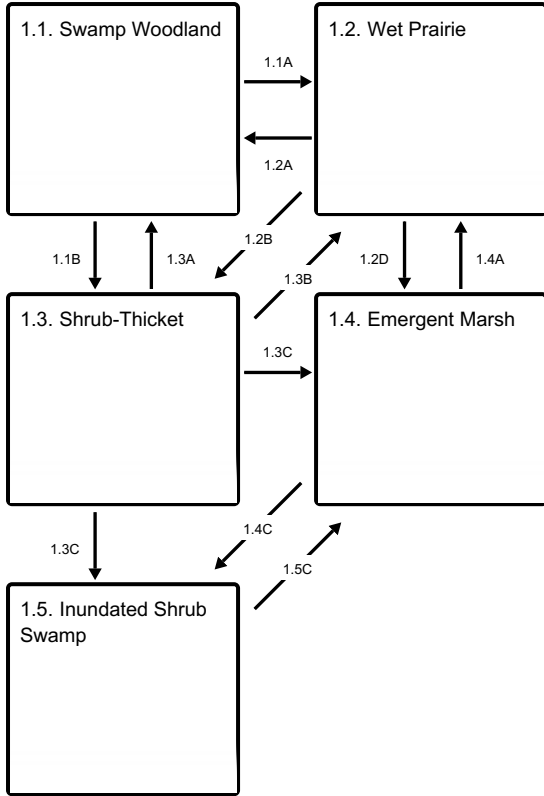 1.1. Swamp Woodland
1.2. Wet Prairie
1.1A
1.2A
1.1B
1.3A
1.2B
1.3B
1.2D
1.4A
1.3. Shrub-Thicket
1.4. Emergent Marsh
1.3C
1.3C
1.4C
1.5C
1.5. Inundated Shrub
Swamp